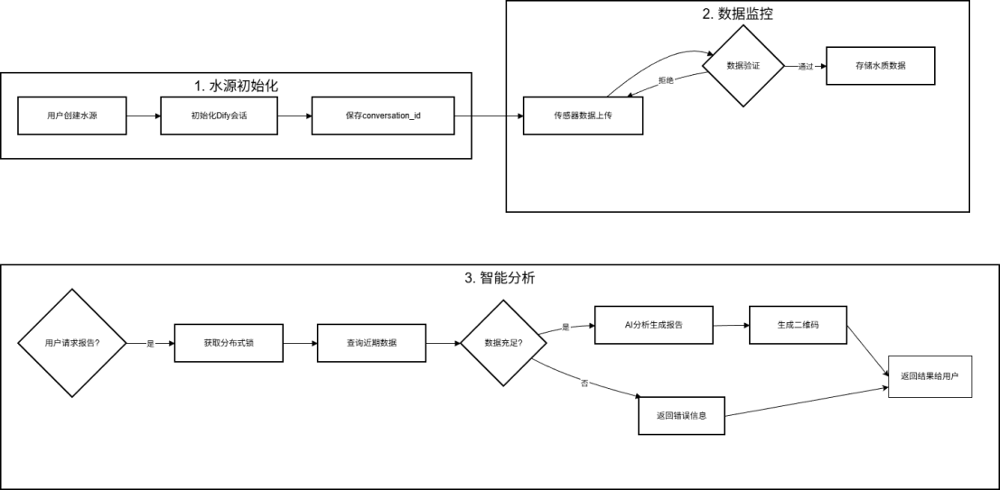 1. 水源初始化
用户创建水源
初始化Dify会话
保存conversation_id
2. 数据监控
传感器数据上传
拒绝
数据验证
通过
存储水质数据
3. 智能分析
用户请求报告?
是
获取分布式锁
查询近期数据
数据充足?
是
AI分析生成报告
生成二维码
否
返回错误信息
返回结果给用户